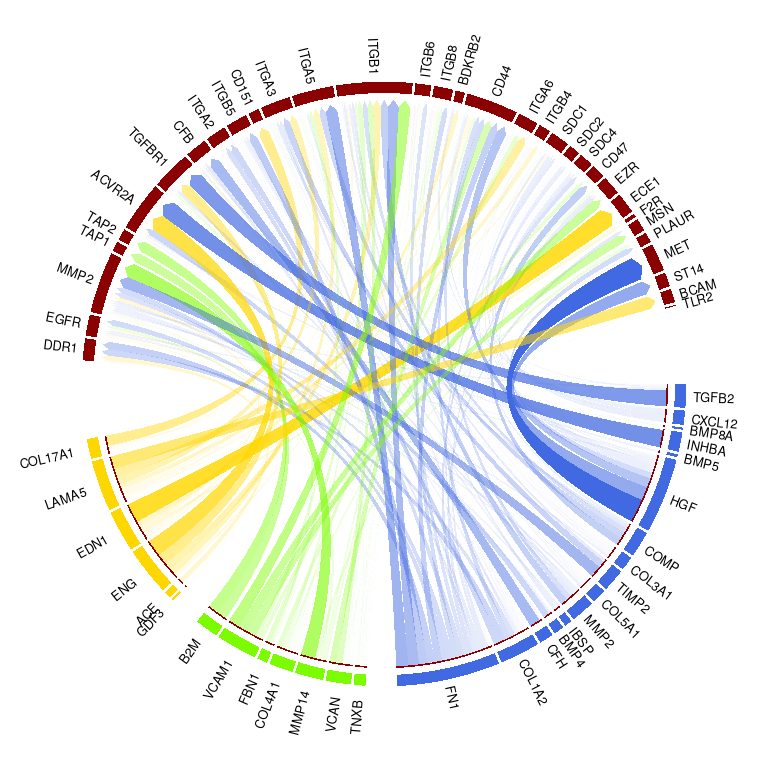 DDR1
EGFR
MMP2
TAP1
TAP2
ACVR2A
TGFBR1
CFB
ITGA2
ITGB5
CD151
ITGA3
ITGA5
ITGB1
ITGB6
ITGB8
BDKRB2
CD44
ITGA6
ITGB4
SDC1
SDC2
SDC4
CD47
EZR
ECE1
F2R
MSN
PLAUR
MET
ST14
BCAM
TLR2
TGFB2
CXCL12
BMP8A
INHBA
BMP5
HGF
COMP
COL3A1
TIMP2
COL5A1
MMP2
IBSP
BMP4
CFH
COL1A2
FN1
TNXB
VCAN
MMP14
COL4A1
FBN1
VCAM1
B2M
GDF3
ACE
ENG
EDN1
LAMA5
COL17A1